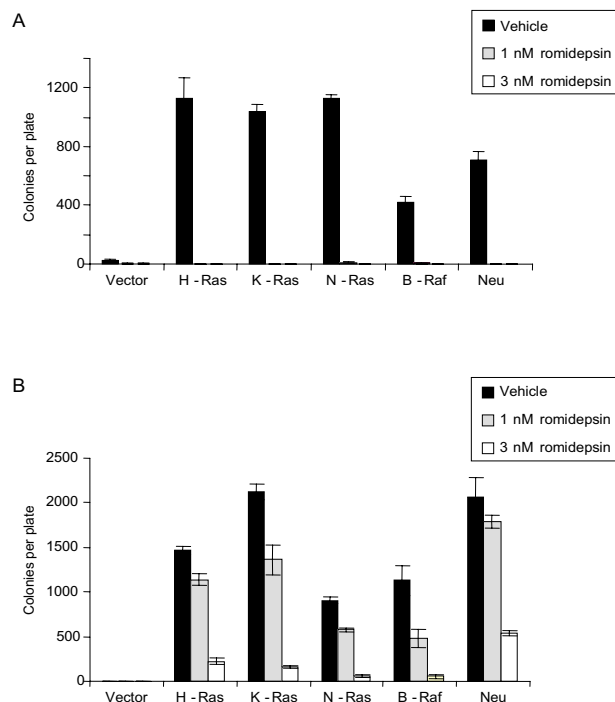 A
Vehicle
1 nM romidepsin
3 nM romidepsin
Colonies per plate
1200
800
400
0
Vector H - Ras K - Ras N - Ras B - Raf Neu
B
Vehicle
1 nM romidepsin
3 nM romidepsin
Colonies per plate
2500
2000
1500
1000
500
0
Vector H - Ras K - Ras N - Ras B - Raf Neu